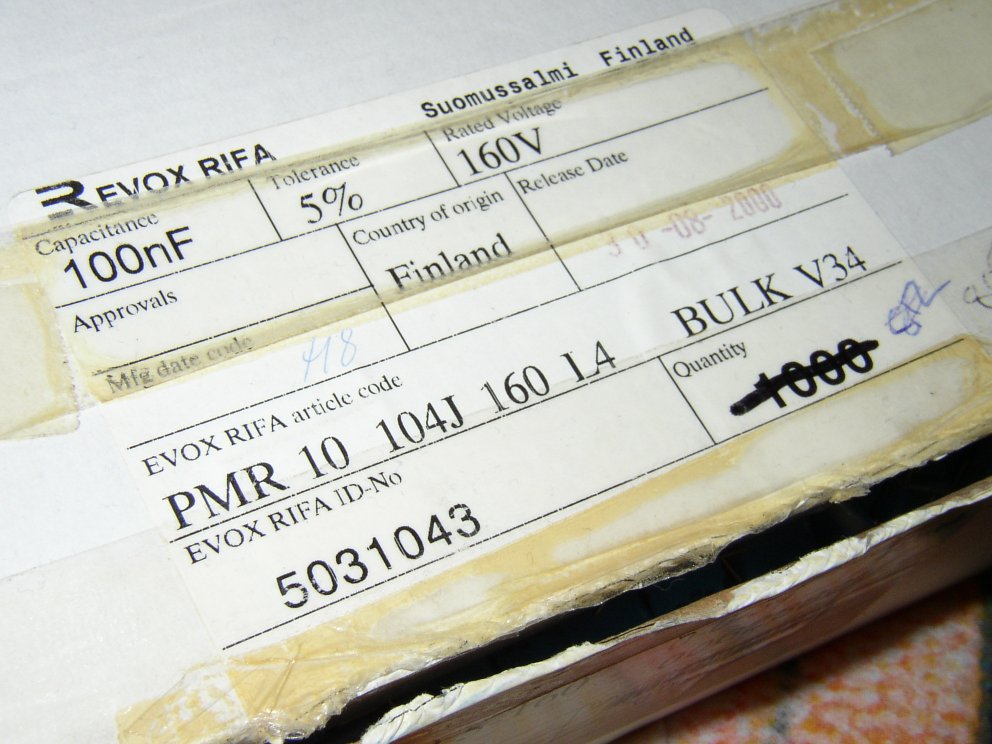 EVOX RIFA
Suomussalmi Finland
Capacitance
100nF
Tolerance
5%
Rated Voltage
160V
Approvals
Country of origin
Finland
Release Date
-08-2000
Mfg date code
EVOX RIFA article code
PMR 10 104J 160 L4 BULK V34
EVOX RIFA ID-No
5031043
Quantity
1000